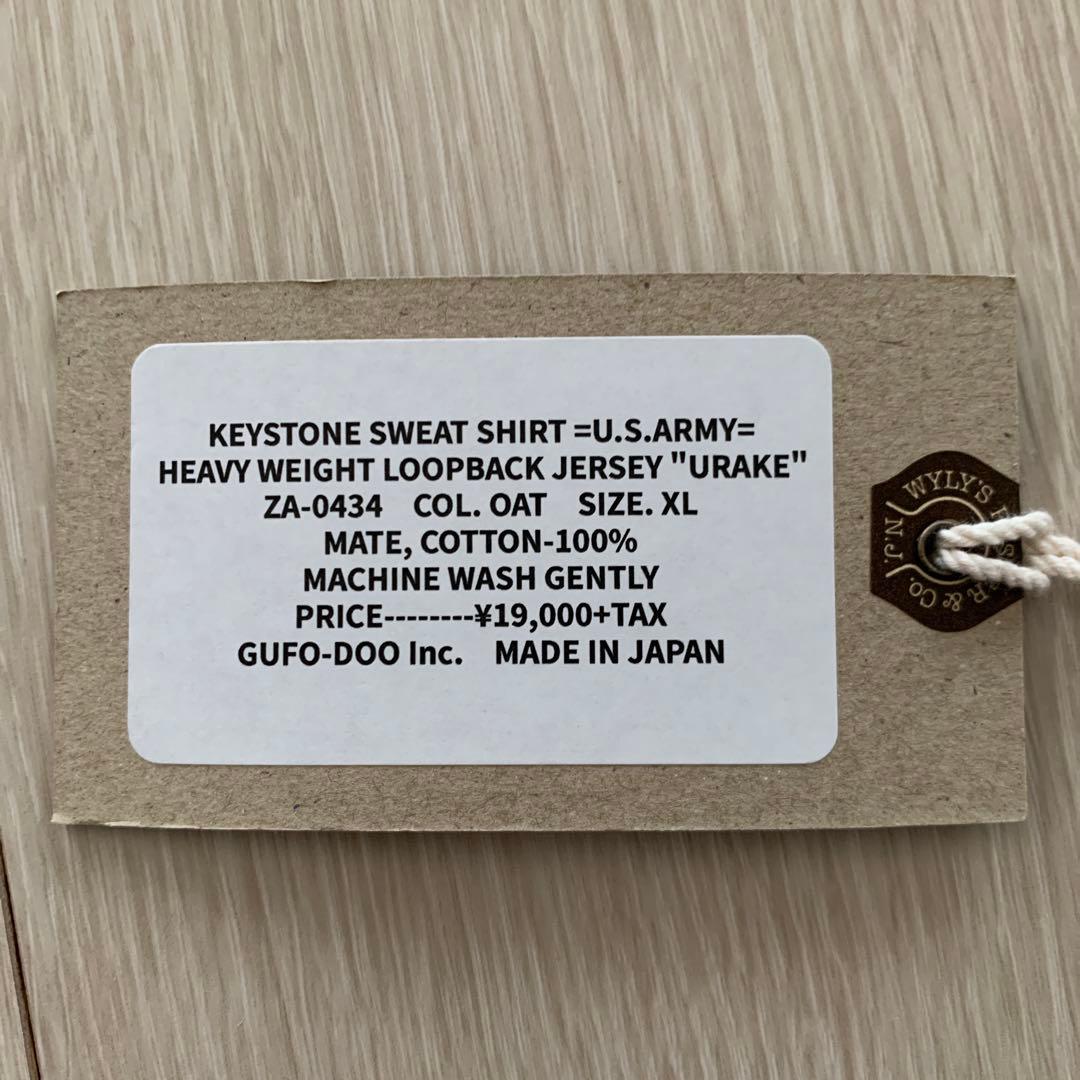 KEYSTONE SWEAT SHIRT =U.S.ARMY=
HEAVY WEIGHT LOOPBACK JERSEY "URAKE"
ZA-0434 COL. OAT SIZE. XL
MATE, COTTON-100%
MACHINE WASH GENTLY
PRICE--------¥19,000+TAX
GUFO-DOO Inc. MADE IN JAPAN
WYLY'S
& Co.
N.J.